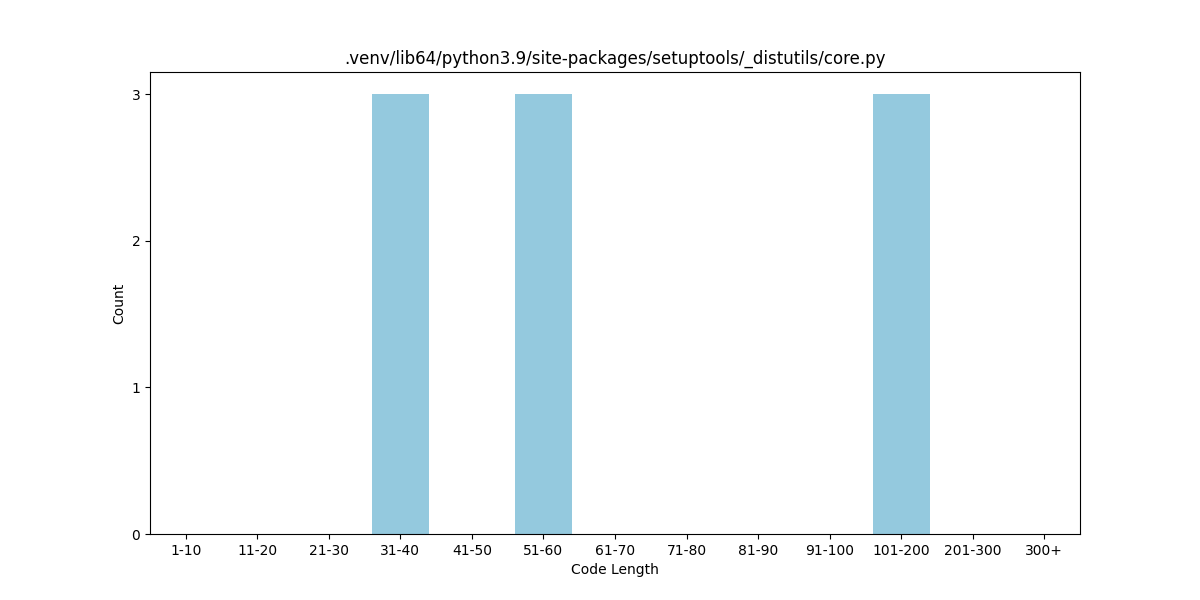 .venv/lib64/python3.9/site-packages/setuptools/_distutils/core.py
3
2
1
0
Count
1-10 11-20 21-30 31-40 41-50 51-60 61-70 71-80 81-90 91-100 101-200 201-300 300+
Code Length